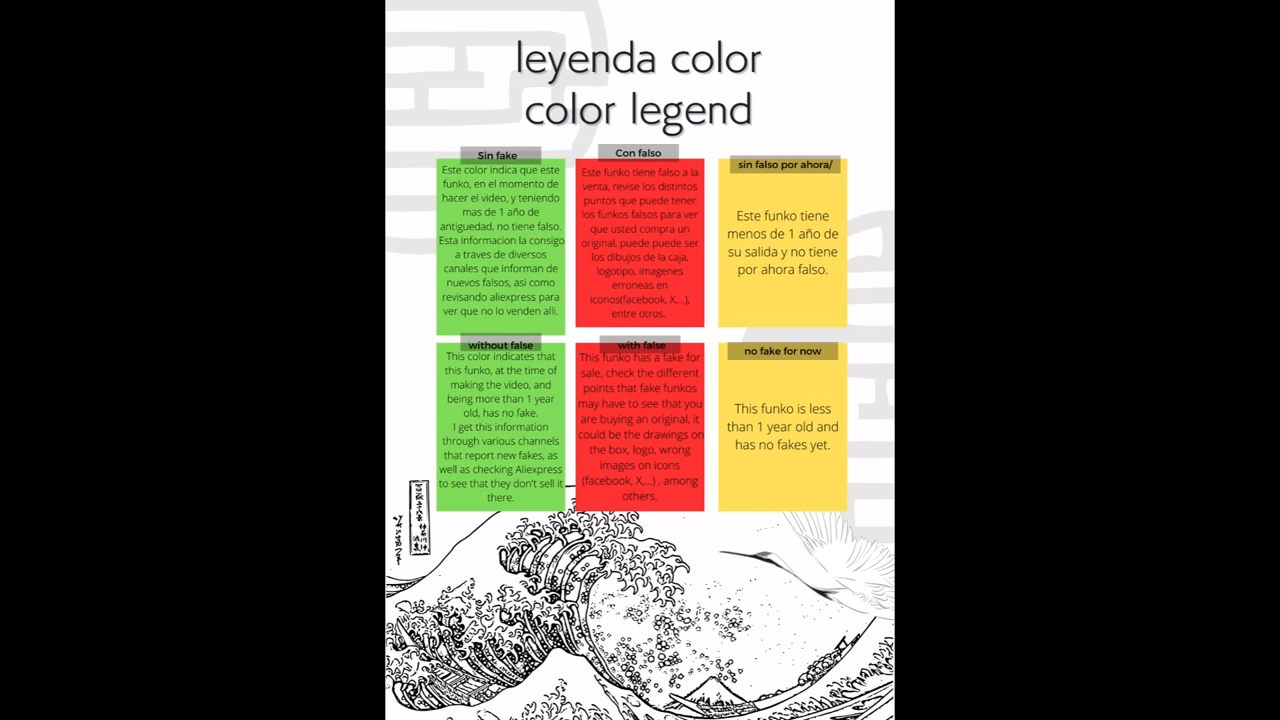 leyenda color
color legend
Sin fake
Este color indica que este
funko, en el momento de
hacer el video, y teniendo
mas de 1 año de
antiguedad, no tiene falso.
Esta informacion la consigo
a traves de diversos
canales que informan de
nuevos falsos, asi como
revisando aliexpress para
ver que no lo venden alli.
Con falso
Este funko tiene falso a la
venta, revise los distintos
puntos que puede tener
los funkos falsos para ver
que usted compra un
original, puede puede ser
los dibujos de la caja,
logotipo, imagenes
erroneas en
iconos(facebook, X,...),
entre otros.
sin falso por ahora/
Este funko tiene
menos de 1 año de
su salida y no tiene
por ahora falso.
without false
This color indicates that
this funko, at the time of
making the video, and
being more than 1 year
old, has no fake.
I get this information
through various channels
that report new fakes, as
well as checking Aliexpress
to see that they don't sell it
there.
with false
This funko has a fake for
sale, check the different
points that fake funkos
may have to see that you
are buying an original, it
could be the drawings on
the box, logo, wrong
images on icons
(facebook, X,...) , among
others.
no fake for now
This funko is less
than 1 year old and
has no fakes yet.